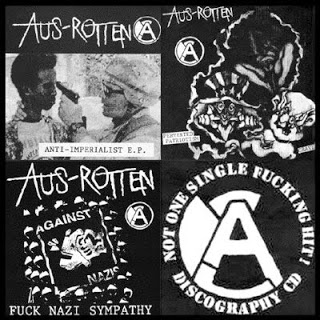 AUS-ROTTEN
ANTI-IMPERIALIST E.P.
AUS-ROTTEN
PATRIOTISM
AUS-ROTTEN
AGAINST
NAZIS
FUCK NAZI SYMPATHY
NOT ONE SINGLE FUCKING HIT!
DISCOGRAPHY CD